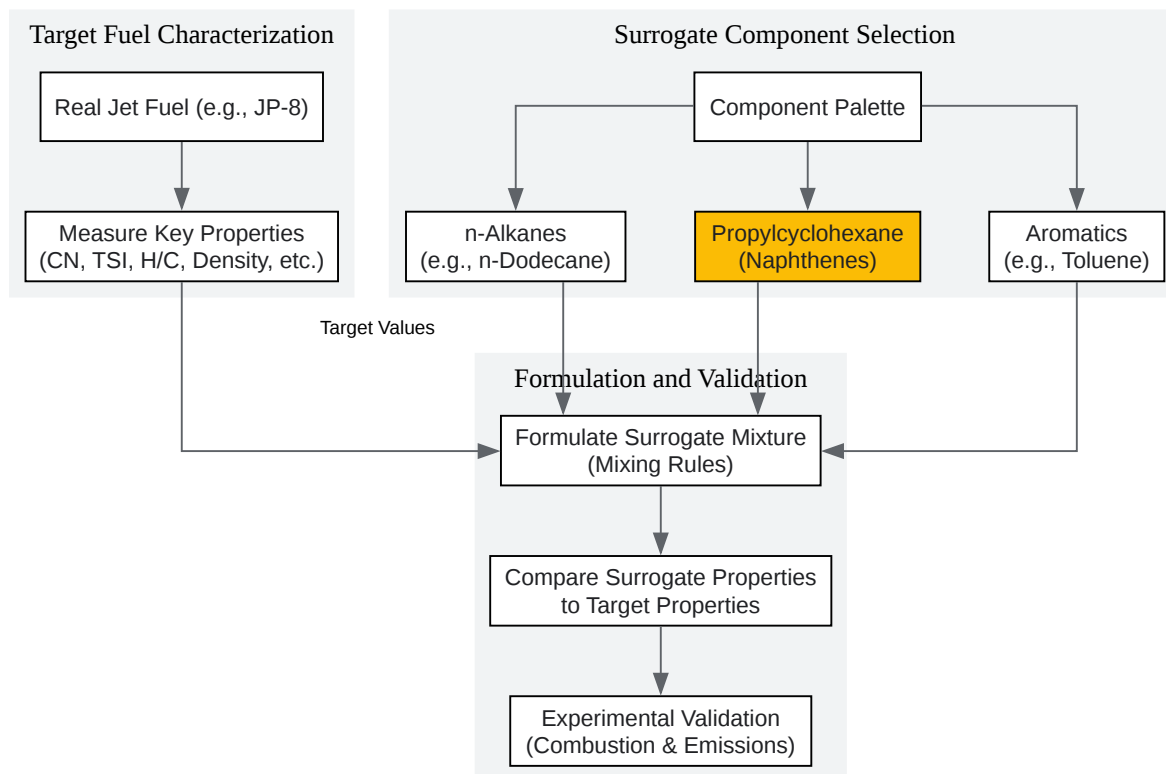 Target Fuel Characterization
Real Jet Fuel (e.g., JP-8)
Measure Key Properties
(CN, TSI, H/C, Density, etc.)
Surrogate Component Selection
Component Palette
n-Alkanes
(e.g., n-Dodecane)
Propylcyclohexane
(Naphthenes)
Aromatics
(e.g., Toluene)
Target Values
Formulation and Validation
Formulate Surrogate Mixture
(Mixing Rules)
Compare Surrogate Properties
to Target Properties
Experimental Validation
(Combustion & Emissions)